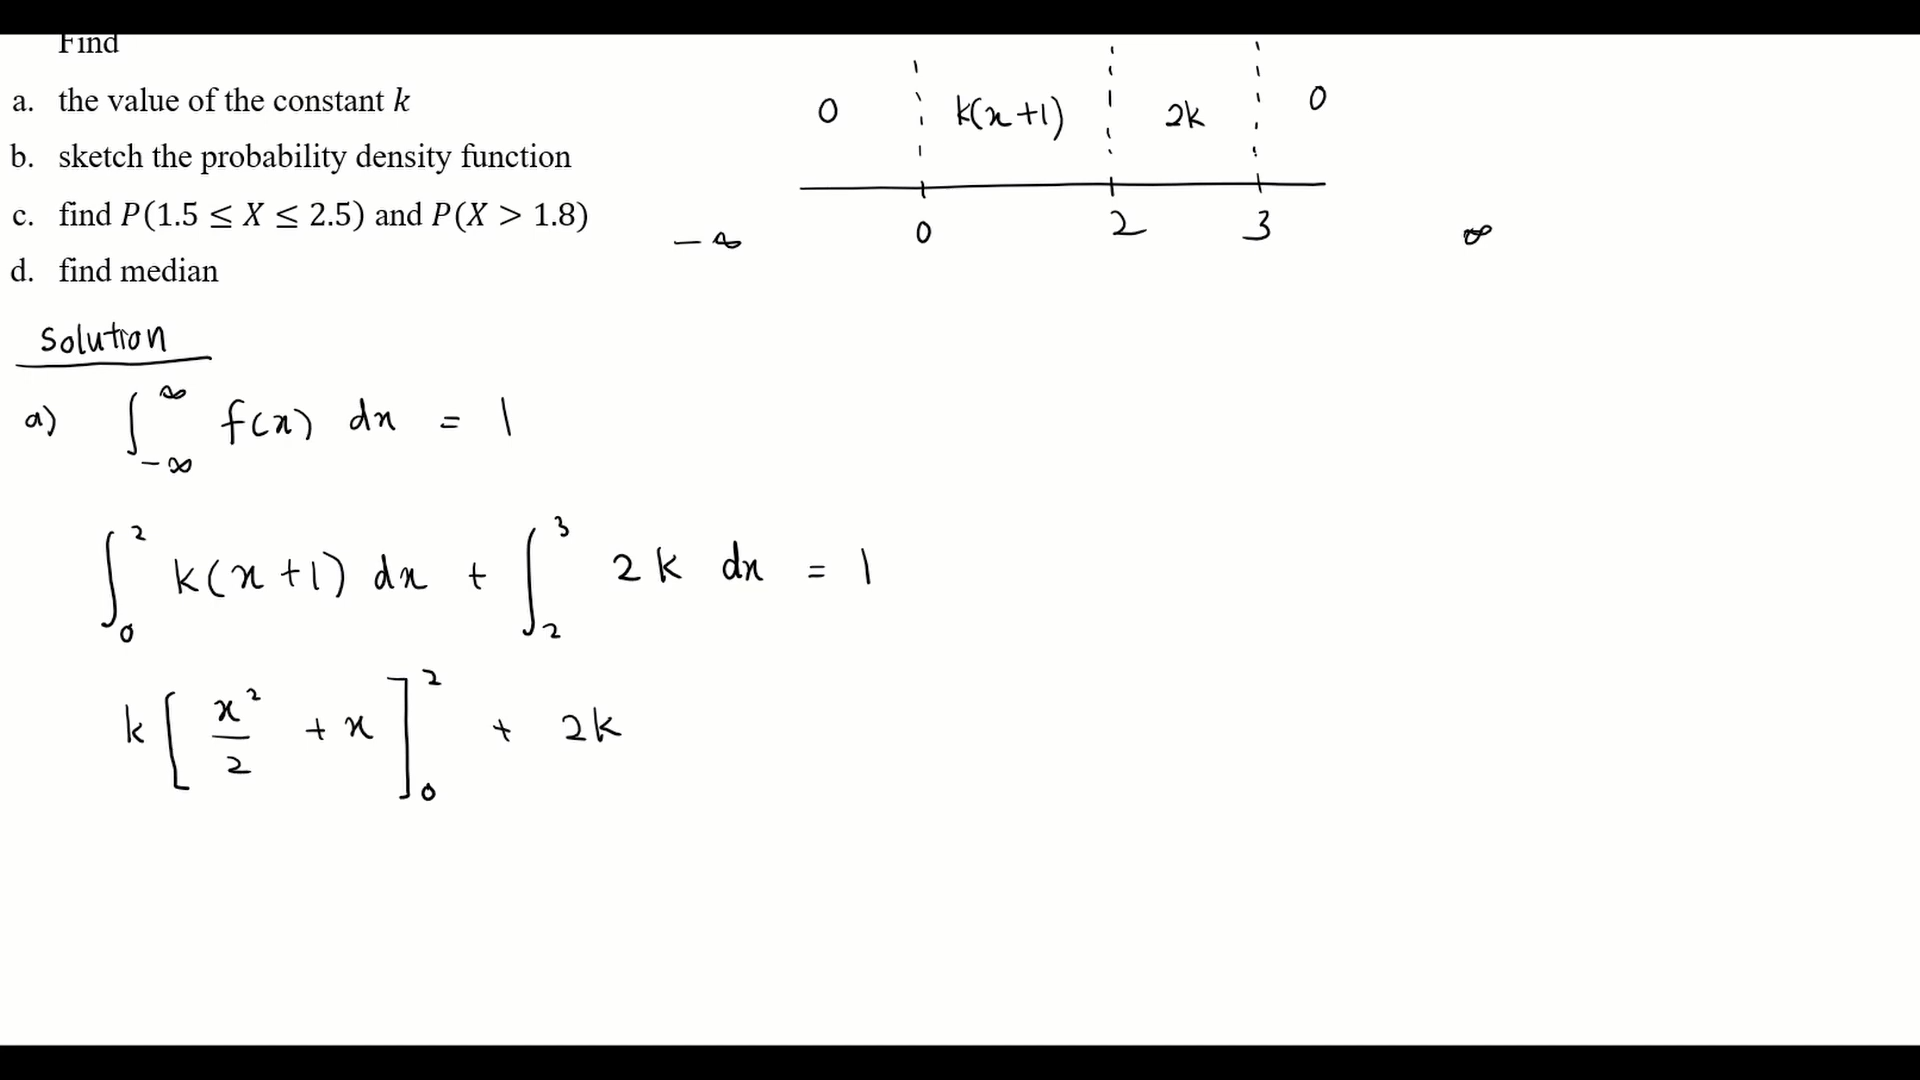 Find
a. the value of the constant k
b. sketch the probability density function
c. find P(1.5 ≤ X ≤ 2.5) and P(X > 1.8)
d. find median
0 k(x+1) 2k 0
-∞ 0 2 3 ∞
Solution
a) ∫_{-∞}^{∞} f(x) dx = 1
∫_0^2 k(x+1) dx + ∫_2^3 2k dx = 1
k[x²/2 + x]_0^2 + 2k